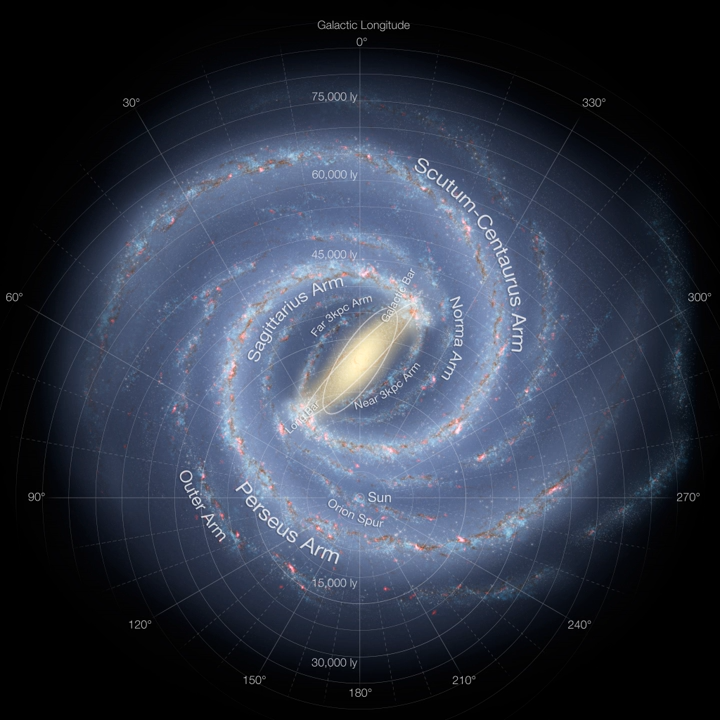 Galactic Longitude
0°
30°
330°
75,000 ly
60,000 ly
Scutum-Centaurus Arm
45,000 ly
Sagittarius Arm
Far 3kpc Arm
Galactic Bar
Norma Arm
60°
300°
Near 3kpc Arm
Long Bar
90°
Sun
270°
Orion Spur
Outer Arm
Perseus Arm
15,000 ly
120°
240°
30,000 ly
150°
210°
180°